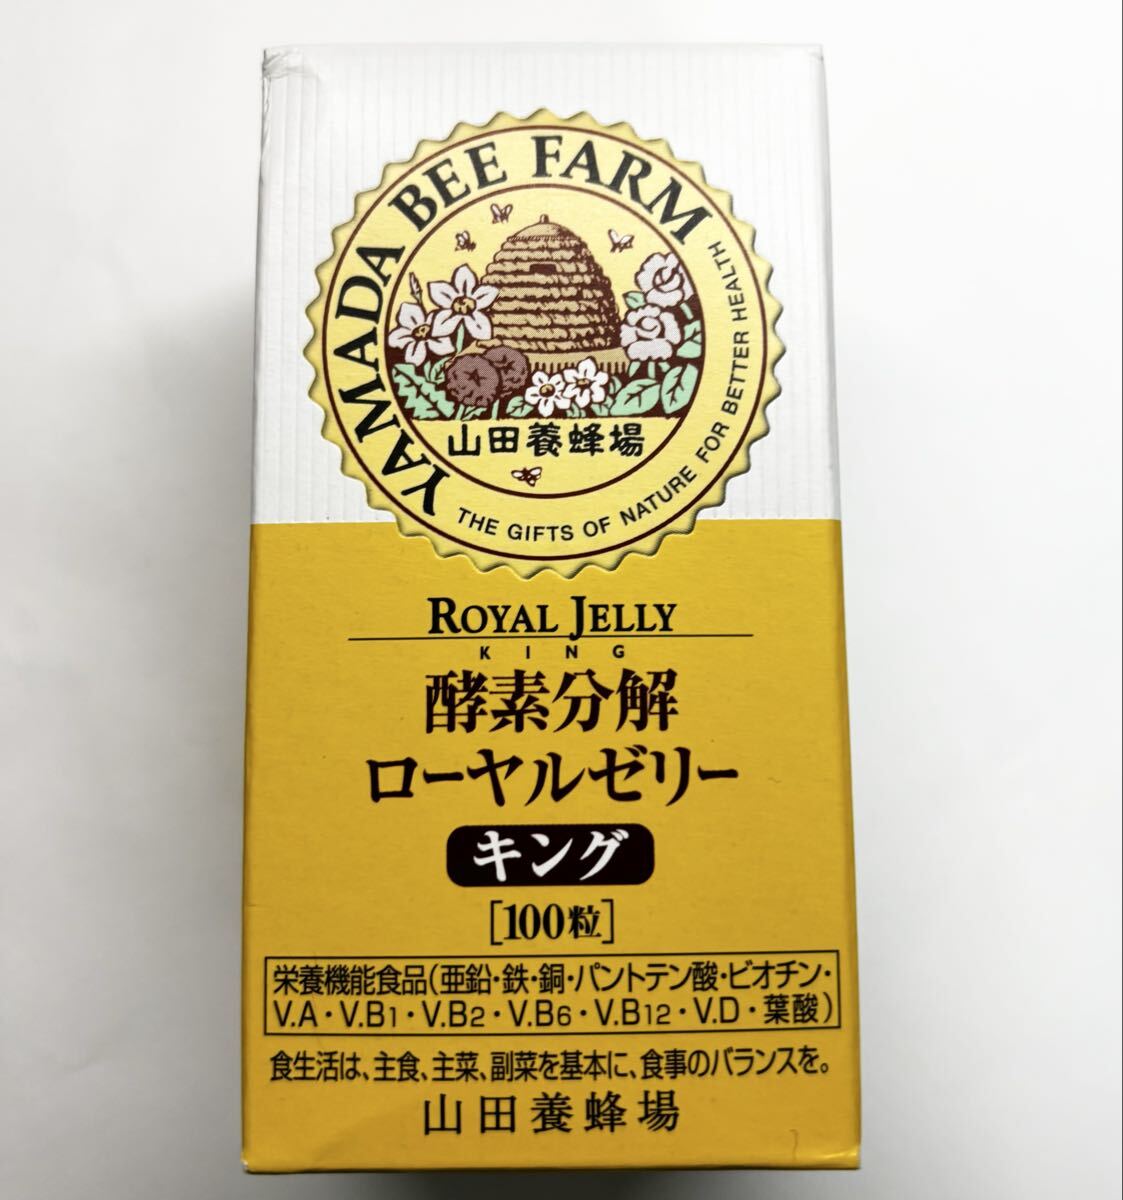 YAMADA BEE FARM
山田養蜂場
THE GIFTS OF NATURE FOR BETTER HEALTH
ROYAL JELLY
KING
酵素分解
ローヤルゼリー
キング
[100粒]
栄養機能食品(亜鉛・鉄・銅・パントテン酸・ビオチン・
V.A・V.B1・V.B2・V.B6・V.B12・V.D・葉酸)
食生活は、主食、主菜、副菜を基本に、食事のバランスを。
山田養蜂場